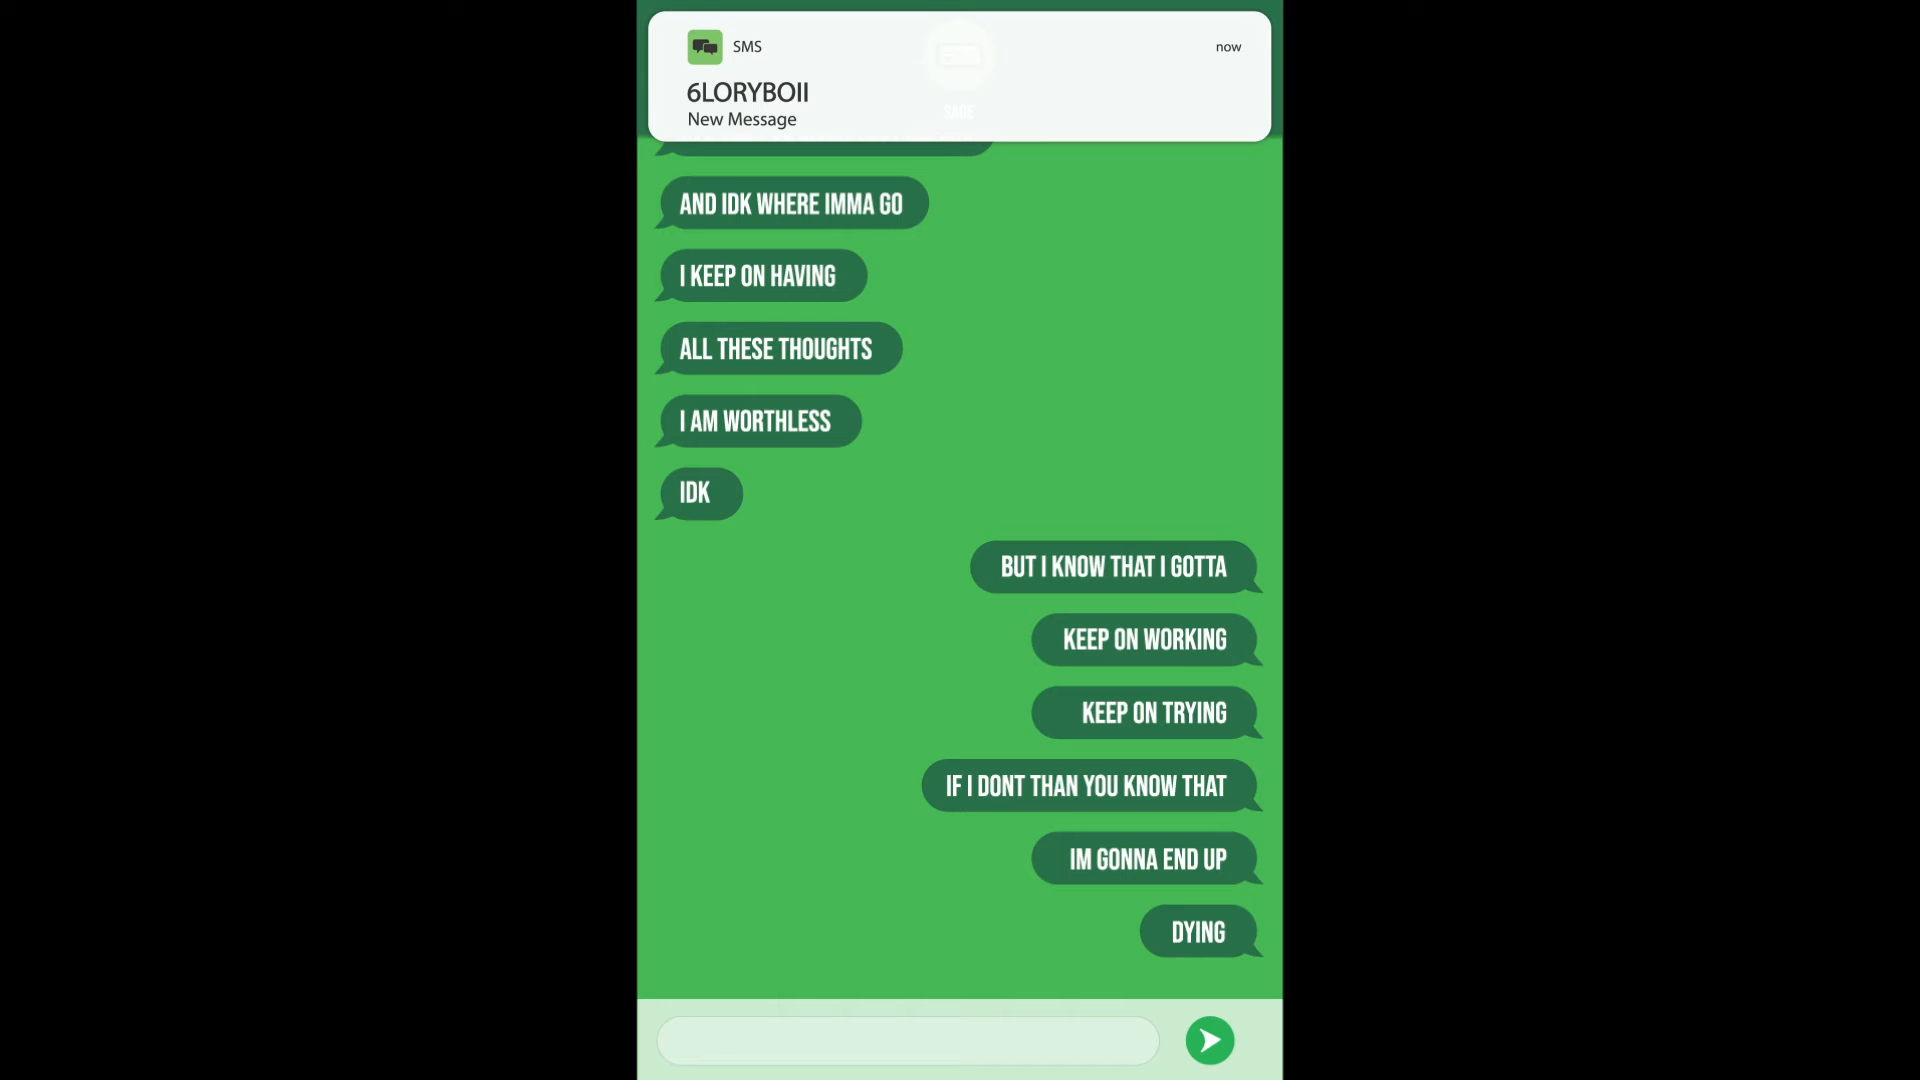 SMS
now
6LORYBOII
New Message
SAGE
AND IDK WHERE IMMA GO
I KEEP ON HAVING
ALL THESE THOUGHTS
I AM WORTHLESS
IDK
BUT I KNOW THAT I GOTTA
KEEP ON WORKING
KEEP ON TRYING
IF I DONT THAN YOU KNOW THAT
IM GONNA END UP
DYING